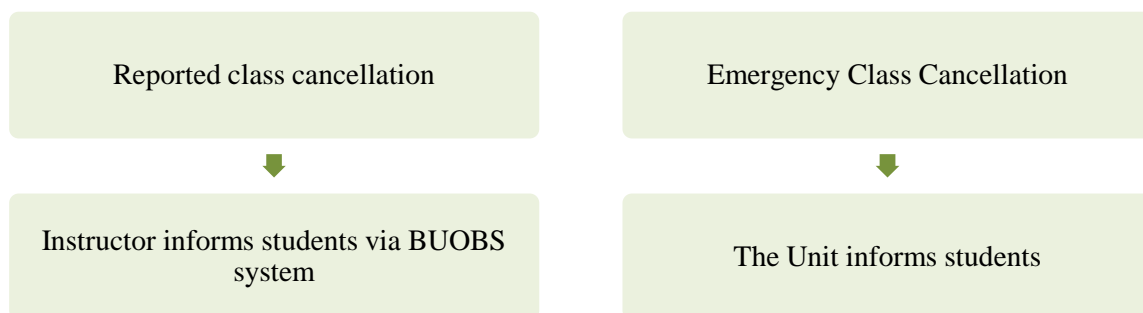 Reported class cancellation
Emergency Class Cancellation
Instructor informs students via BUOBS
system
The Unit informs students